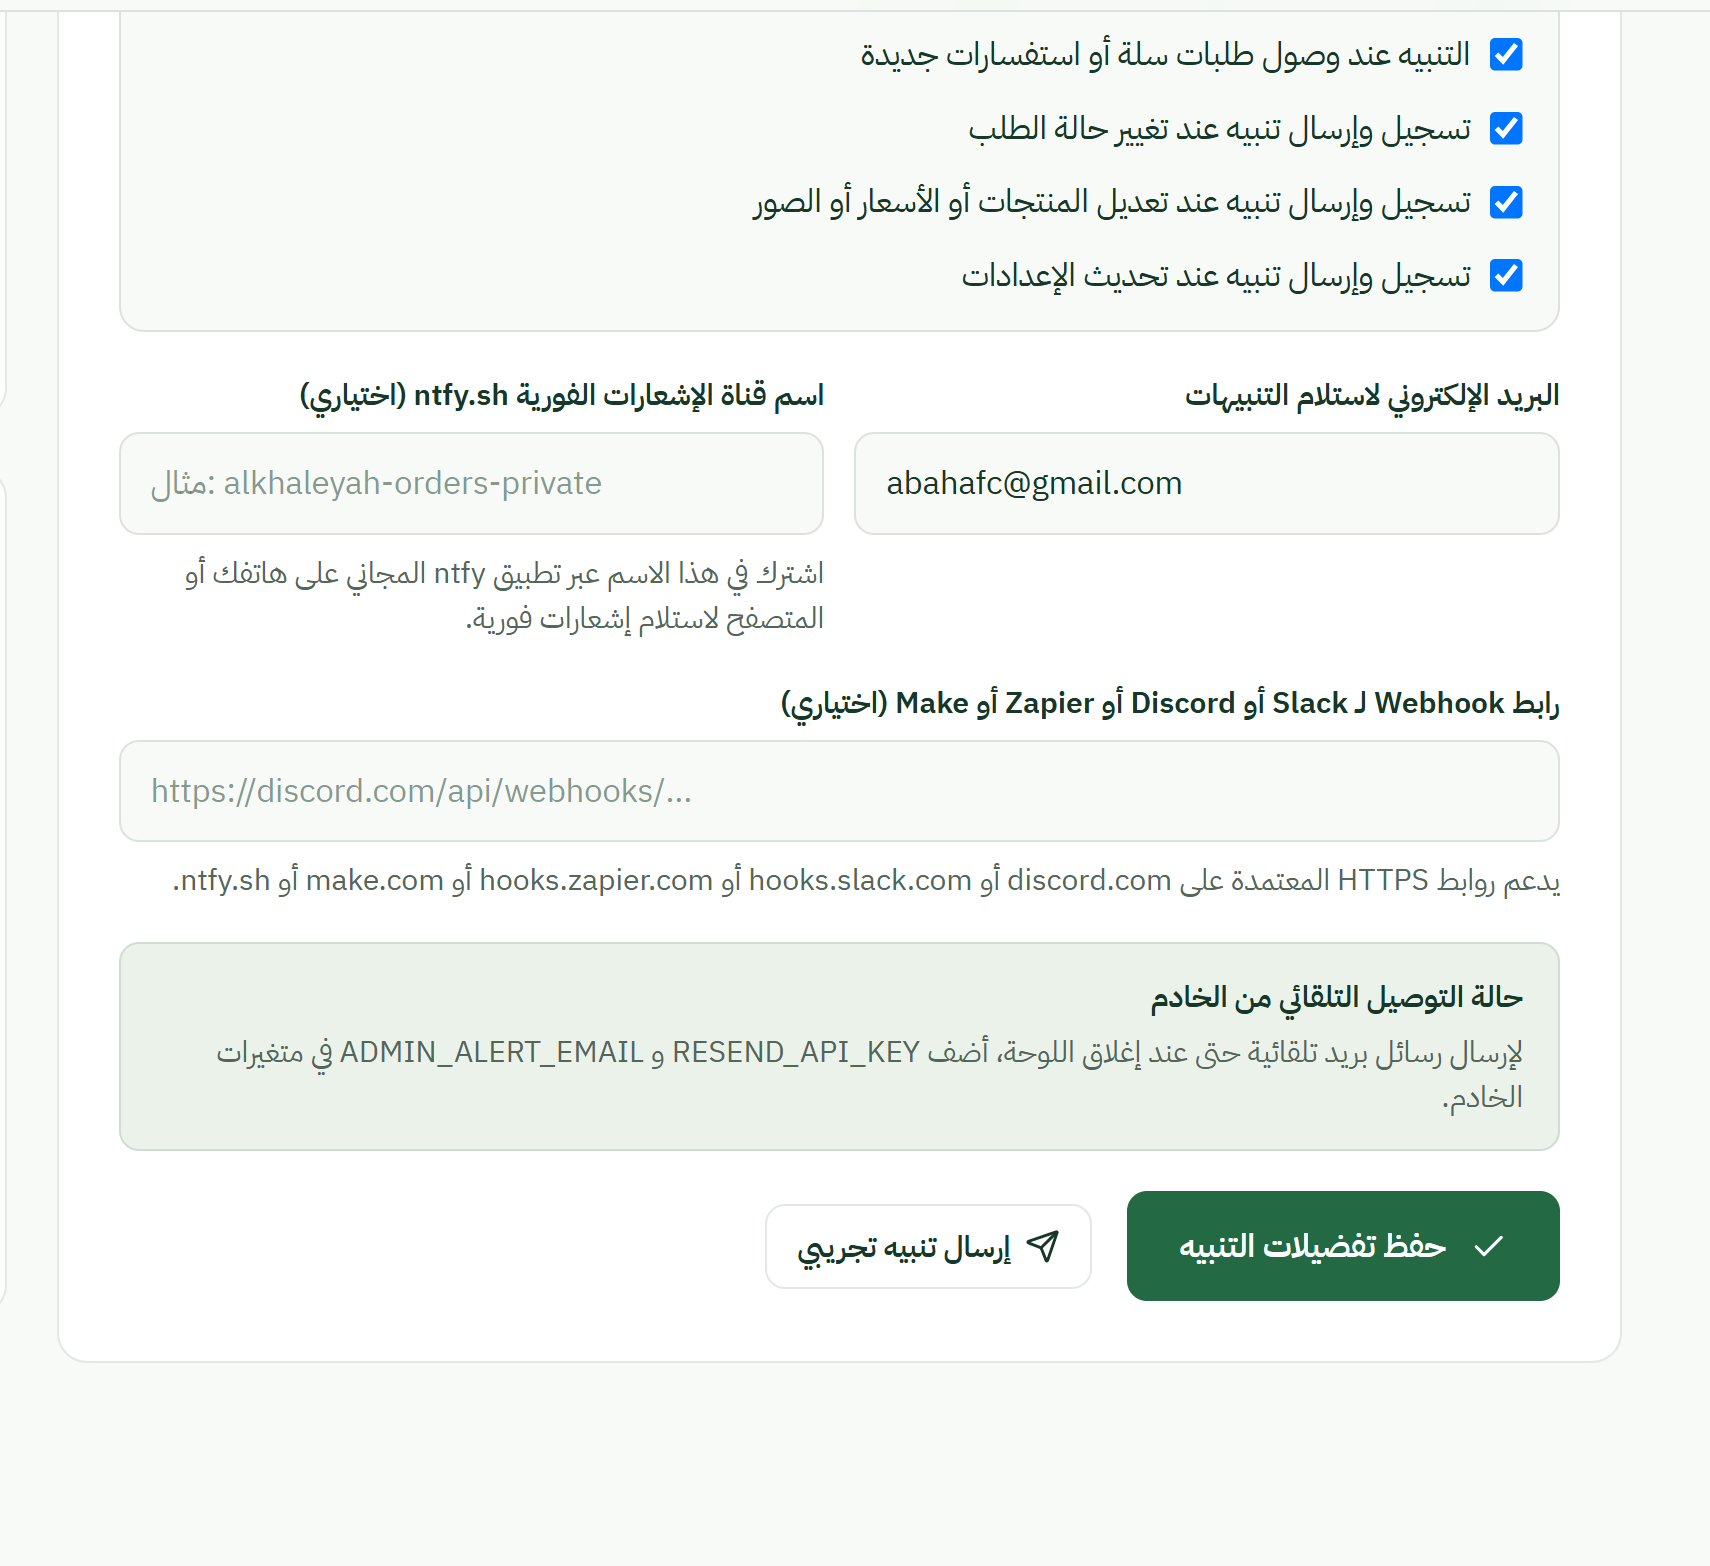 التنبيه عند وصول طلبات سلة أو استفسارات جديدة
تسجيل وإرسال تنبيه عند تغيير حالة الطلب
تسجيل وإرسال تنبيه عند تعديل المنتجات أو الأسعار أو الصور
تسجيل وإرسال تنبيه عند تحديث الإعدادات
البريد الإلكتروني لاستلام التنبيهات
abahafc@gmail.com
اسم قناة الإشعارات الفورية ntfy.sh (اختياري)
مثال: alkhaleyah-orders-private
اشترك في هذا الاسم عبر تطبيق ntfy المجاني على هاتفك أو
المتصفح لاستلام إشعارات فورية.
رابط Webhook لـ Slack أو Discord أو Zapier أو Make (اختياري)
https://discord.com/api/webhooks/...
يدعم روابط HTTPS المعتمدة على discord.com أو hooks.slack.com أو hooks.zapier.com أو make.com أو ntfy.sh.
حالة التوصيل التلقائي من الخادم
لإرسال رسائل بريد تلقائية حتى عند إغلاق اللوحة، أضف RESEND_API_KEY و ADMIN_ALERT_EMAIL في متغيرات
الخادم.
حفظ تفضيلات التنبيه
إرسال تنبيه تجريبي